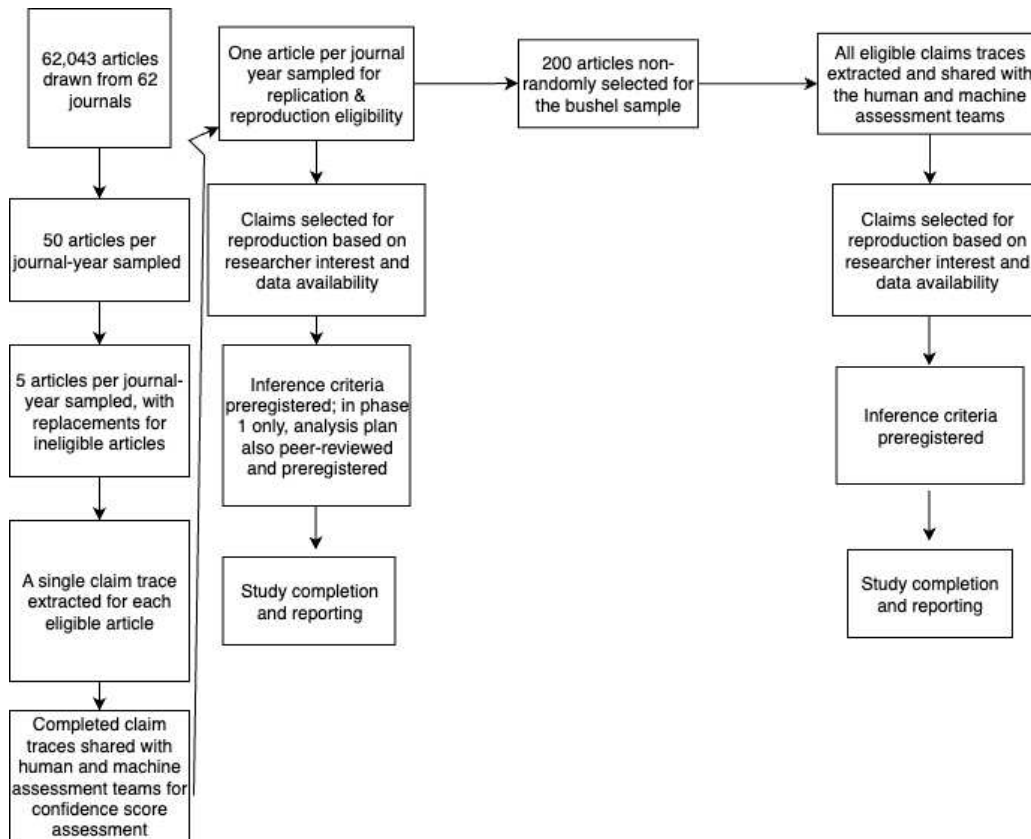 62,043 articles
drawn from 62
journals
50 articles per
journal-year sampled
5 articles per journal-
year sampled, with
replacements for
ineligible articles
A single claim trace
extracted for each
eligible article
Completed claim
traces shared with
human and machine
assessment teams for
confidence score
assessment
One article per journal
year sampled for
replication &
reproduction eligibility
Claims selected for
reproduction based on
researcher interest and
data availability
Inference criteria
preregistered; in phase
1 only, analysis plan
also peer-reviewed
and preregistered
Study completion
and reporting
200 articles non-
randomly selected for
the bushel sample
All eligible claims traces
extracted and shared with
the human and machine
assessment teams
Claims selected for
reproduction based on
researcher interest and
data availability
Inference criteria
preregistered
Study completion
and reporting